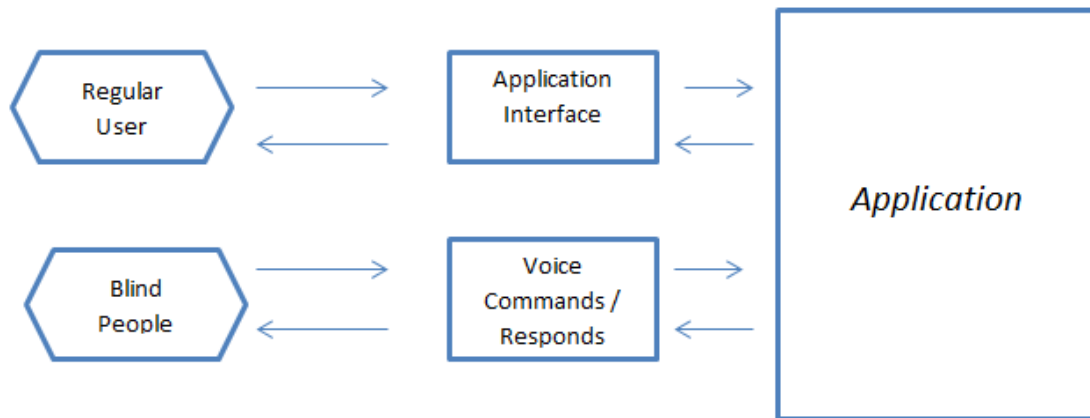 Regular
User
Application
Interface
Application
Blind
People
Voice
Commands /
Responds